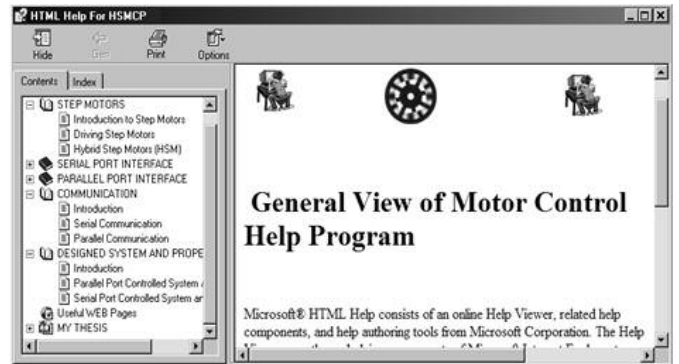 HTML Help For HSMCP
Hide Geri Print Options
Contents Index
STEP MOTORS
Introduction to Step Motors
Driving Step Motors
Hybrid Step Motors (HSM)
SERIAL PORT INTERFACE
PARALLEL PORT INTERFACE
COMMUNICATION
Introduction
Serial Communication
Parallel Communication
DESIGNED SYSTEM AND PROPE
Introduction
Parallel Port Controlled System
Serial Port Controlled System ar
Useful WEB Pages
MY THESIS
General View of Motor Control
Help Program
Microsoft® HTML Help consists of an online Help Viewer, related help
components, and help authoring tools from Microsoft Corporation. The Help